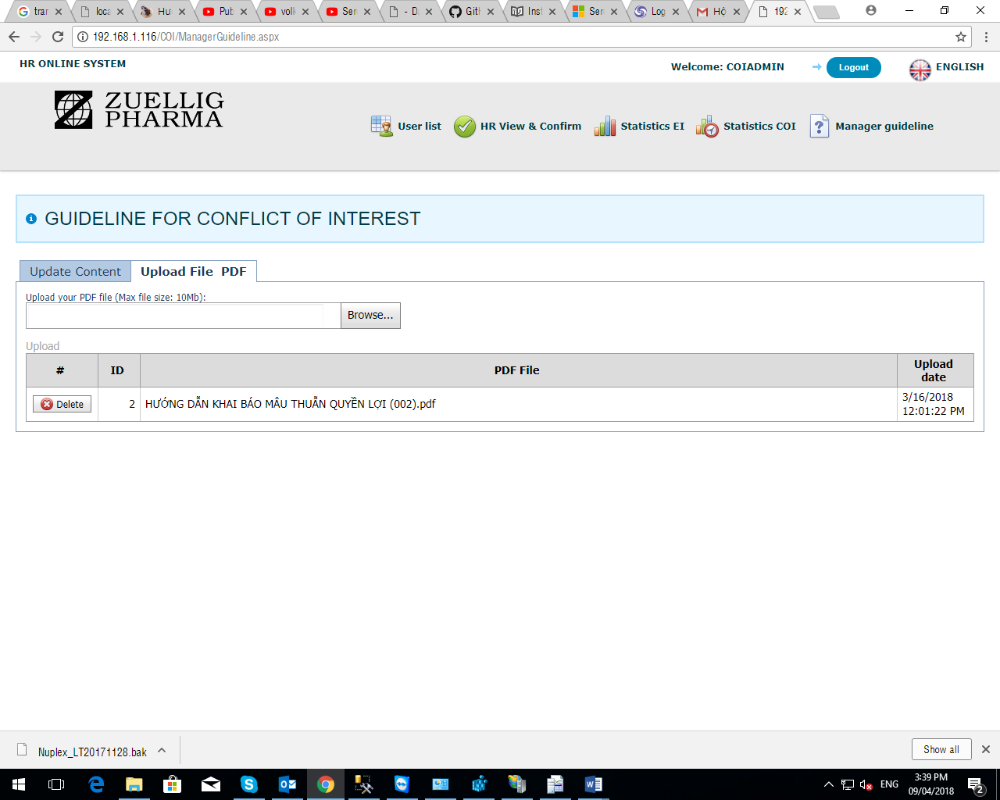 trar
loca
Hư
Pub
voll
Ser
- Da
Gitl
Inst
Ser
Log
Hộ
192
192.168.1.116/COI/ManagerGuideline.aspx
HR ONLINE SYSTEM
Welcome: COIADMIN
Logout
ENGLISH
ZUELLIG
PHARMA
User list
HR View & Confirm
Statistics EI
Statistics COI
Manager guideline
GUIDELINE FOR CONFLICT OF INTEREST
Update Content
Upload File PDF
Upload your PDF file (Max file size: 10Mb):
Browse...
Upload
# ID PDF File Upload
date
Delete 2 HƯỚNG DẪN KHAI BÁO MÂU THUẪN QUYỀN LỢI (002).pdf 3/16/2018
12:01:22 PM
Nuplex_LT20171128.bak
Show all
ENG
3:39 PM
09/04/2018
2